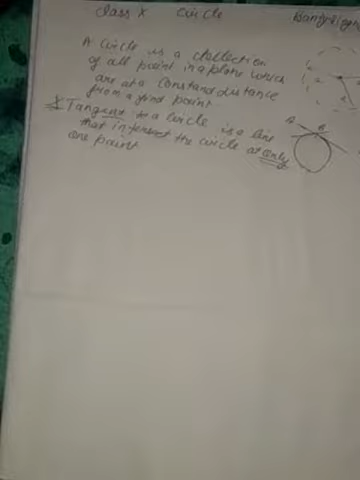 Class X Circle
A Circle is a Collection
of all point in a plane which
are at a Constand distance
from a fixed point.
Tangent to a circle is a line
that intersect the circle at only
one point